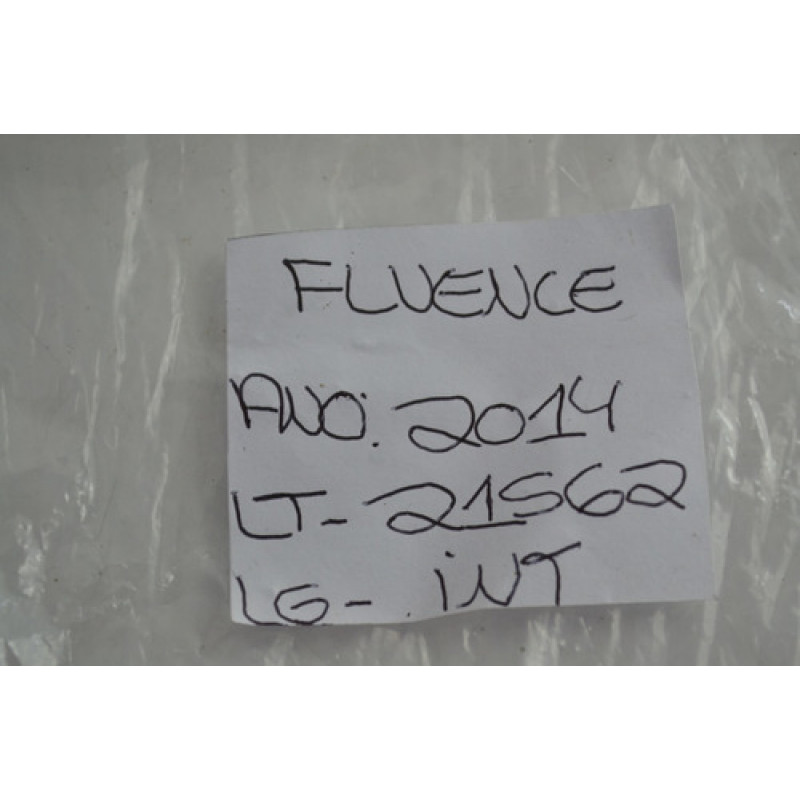 FLUENCE
ANO. 2014
LT- 21562
LG- INT